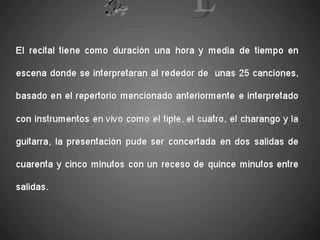 El recital tiene como duración una hora y media de tiempo en
escena donde se interpretaran al rededor de unas 25 canciones,
basado en el repertorio mencionado anteriormente e interpretado
con instrumentos en vivo como el tiple, el cuatro, el charango y la
guitarra, la presentación pude ser concertada en dos salidas de
cuarenta y cinco minutos con un receso de quince minutos entre
salidas.